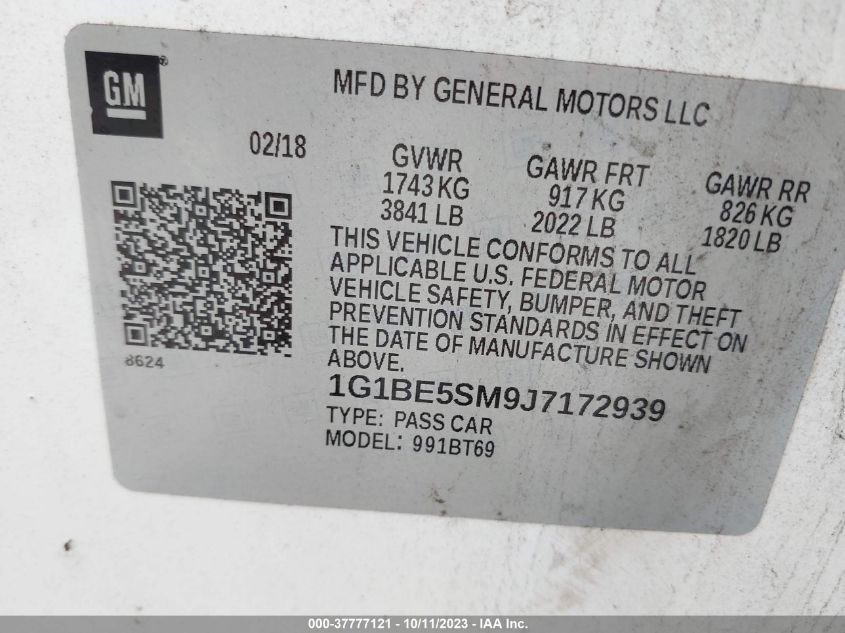 GM
MFD BY GENERAL MOTORS LLC
02/18
GVWR
1743 KG
3841 LB
GAWR FRT
917 KG
2022 LB
GAWR RR
826 KG
1820 LB
THIS VEHICLE CONFORMS TO ALL
APPLICABLE U.S. FEDERAL MOTOR
VEHICLE SAFETY, BUMPER, AND THEFT
PREVENTION STANDARDS IN EFFECT ON
THE DATE OF MANUFACTURE SHOWN
ABOVE.
8624
1G1BE5SM9J7172939
TYPE: PASS CAR
MODEL: 991BT69
000-37777121 - 10/11/2023 - IAA Inc.